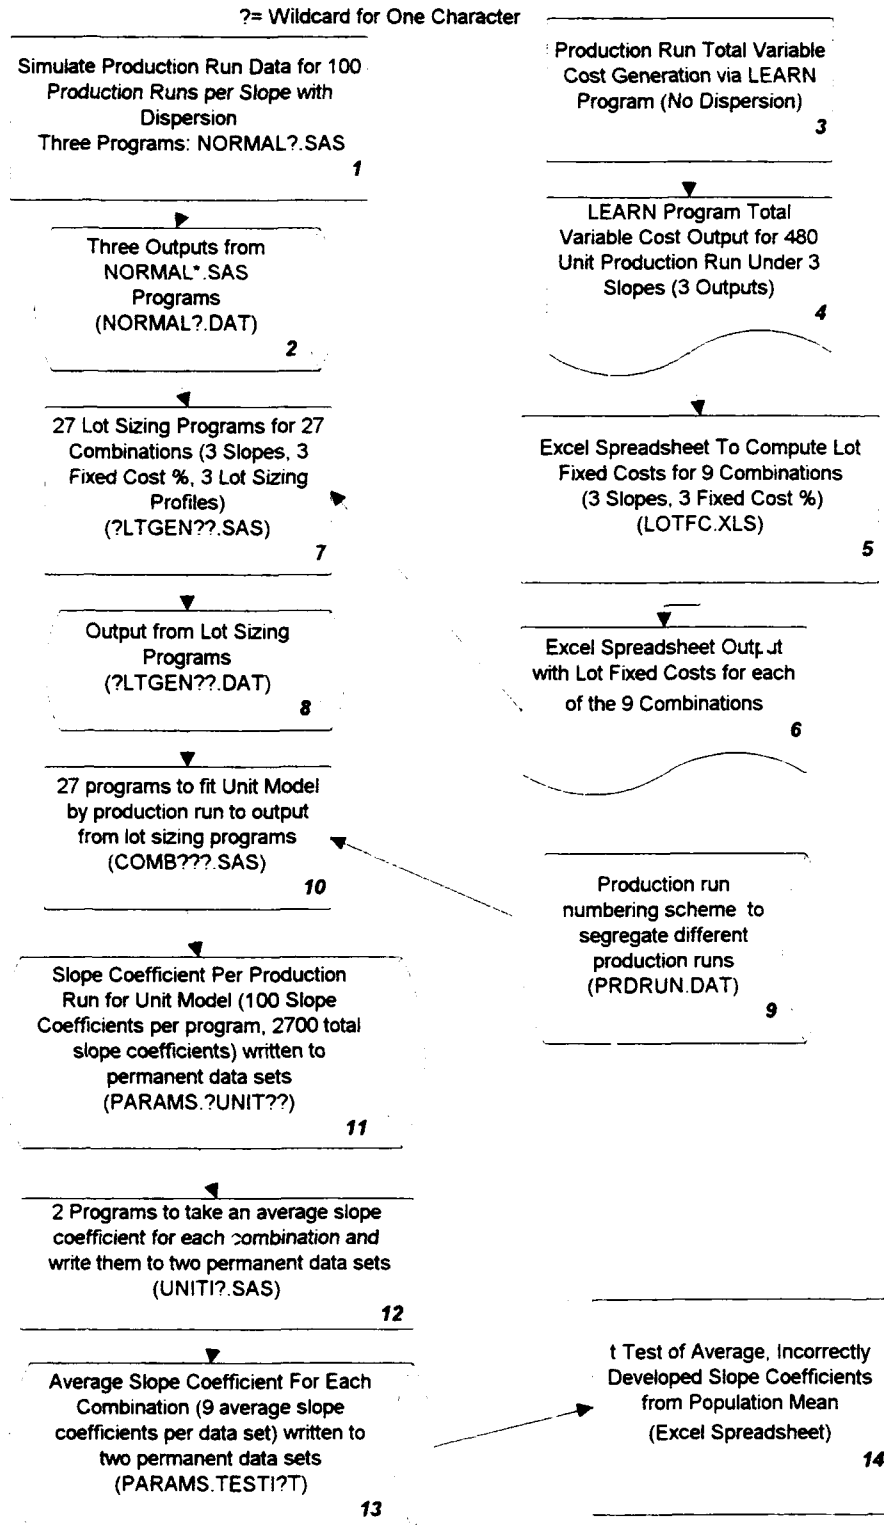 ?= Wildcard for One Character
Simulate Production Run Data for 100
Production Runs per Slope with
Dispersion
Three Programs: NORMAL?.SAS
1
Three Outputs from
NORMAL*.SAS
Programs
(NORMAL?.DAT)
2
27 Lot Sizing Programs for 27
Combinations (3 Slopes, 3
Fixed Cost %, 3 Lot Sizing
Profiles)
(?LTGEN??.SAS)
7
Output from Lot Sizing
Programs
(?LTGEN??.DAT)
8
27 programs to fit Unit Model
by production run to output
from lot sizing programs
(COMB???.SAS)
10
Slope Coefficient Per Production
Run for Unit Model (100 Slope
Coefficients per program, 2700 total
slope coefficients) written to
permanent data sets
(PARAMS.?UNIT??)
11
2 Programs to take an average slope
coefficient for each combination and
write them to two permanent data sets
(UNITI?.SAS)
12
Average Slope Coefficient For Each
Combination (9 average slope
coefficients per data set) written to
two permanent data sets
(PARAMS.TESTI?T)
13
Production Run Total Variable
Cost Generation via LEARN
Program (No Dispersion)
3
LEARN Program Total
Variable Cost Output for 480
Unit Production Run Under 3
Slopes (3 Outputs)
4
Excel Spreadsheet To Compute Lot
Fixed Costs for 9 Combinations
(3 Slopes, 3 Fixed Cost %)
(LOTFC.XLS)
5
Excel Spreadsheet Output
with Lot Fixed Costs for each
of the 9 Combinations
6
Production run
numbering scheme to
segregate different
production runs
(PRDRUN.DAT)
9
t Test of Average, Incorrectly
Developed Slope Coefficients
from Population Mean
(Excel Spreadsheet)
14